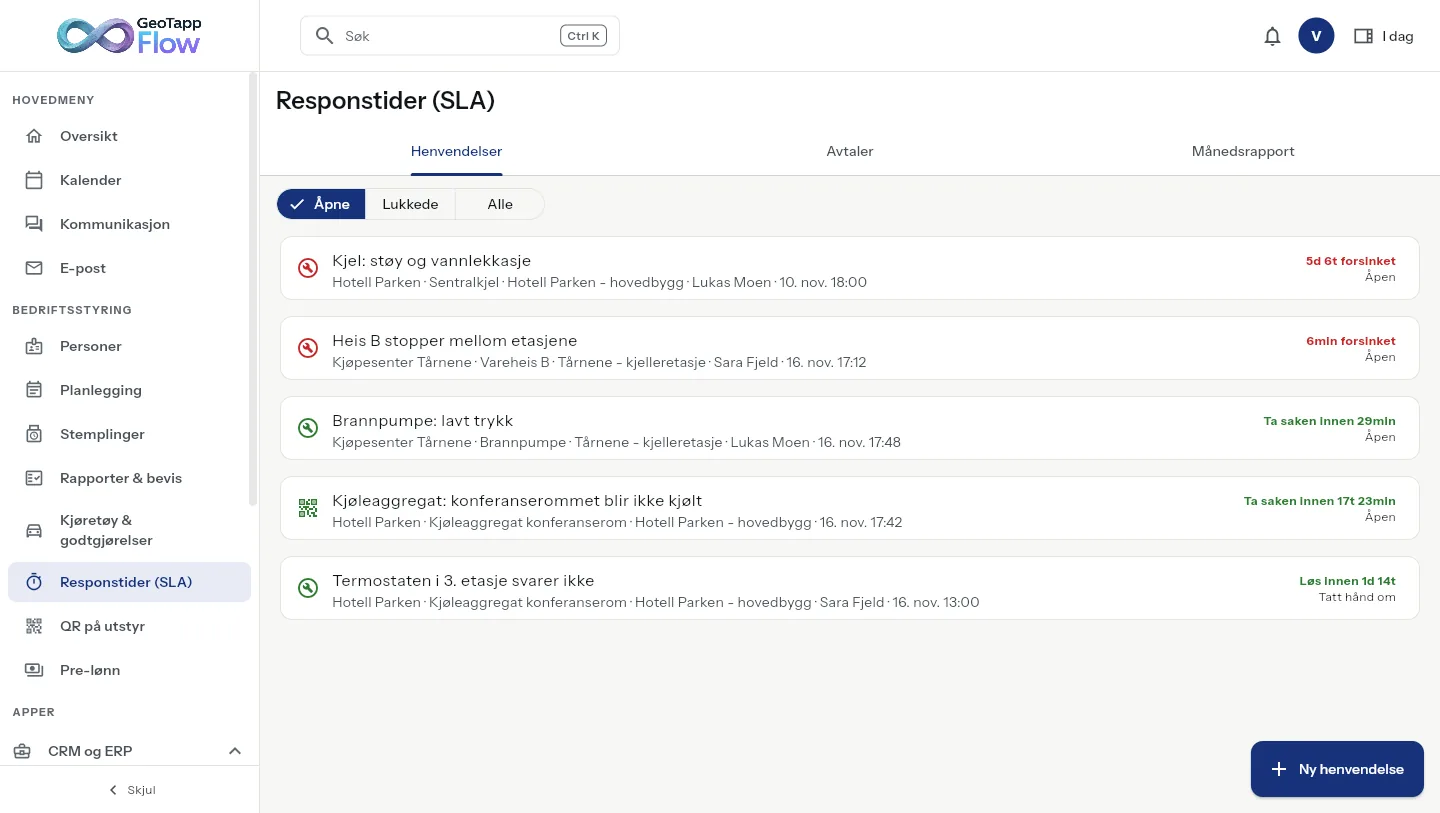 GeoTapp
Flow
Søk
Ctrl K
V
I dag
HOVEDMENY
Oversikt
Kalender
Kommunikasjon
E-post
BEDRIFTSSTYRING
Personer
Planlegging
Stemplinger
Rapporter & bevis
Kjøretøy &
godtgjørelser
Responstider (SLA)
QR på utstyr
Pre-lønn
APPER
CRM og ERP
Skjul
Responstider (SLA)
Henvendelser
Avtaler
Månedsrapport
Åpne
Lukkede
Alle
Kjel: støy og vannlekkasje
Hotell Parken · Sentralkjel · Hotell Parken - hovedbygg · Lukas Moen · 10. nov. 18:00
5d 6t forsinket
Åpen
Heis B stopper mellom etasjene
Kjøpesenter Tårnene · Vareheis B · Tårnene - kjelleretasje · Sara Fjeld · 16. nov. 17:12
6min forsinket
Åpen
Brannpumpe: lavt trykk
Kjøpesenter Tårnene · Brannpumpe · Tårnene - kjelleretasje · Lukas Moen · 16. nov. 17:48
Ta saken innen 29min
Åpen
Kjøleaggregat: konferanserommet blir ikke kjølt
Hotell Parken · Kjøleaggregat konferanserom · Hotell Parken - hovedbygg · 16. nov. 17:42
Ta saken innen 17t 23min
Åpen
Termostaten i 3. etasje svarer ikke
Hotell Parken · Kjøleaggregat konferanserom · Hotell Parken - hovedbygg · Sara Fjeld · 16. nov. 13:00
Løs innen 1d 14t
Tatt hånd om
Ny henvendelse